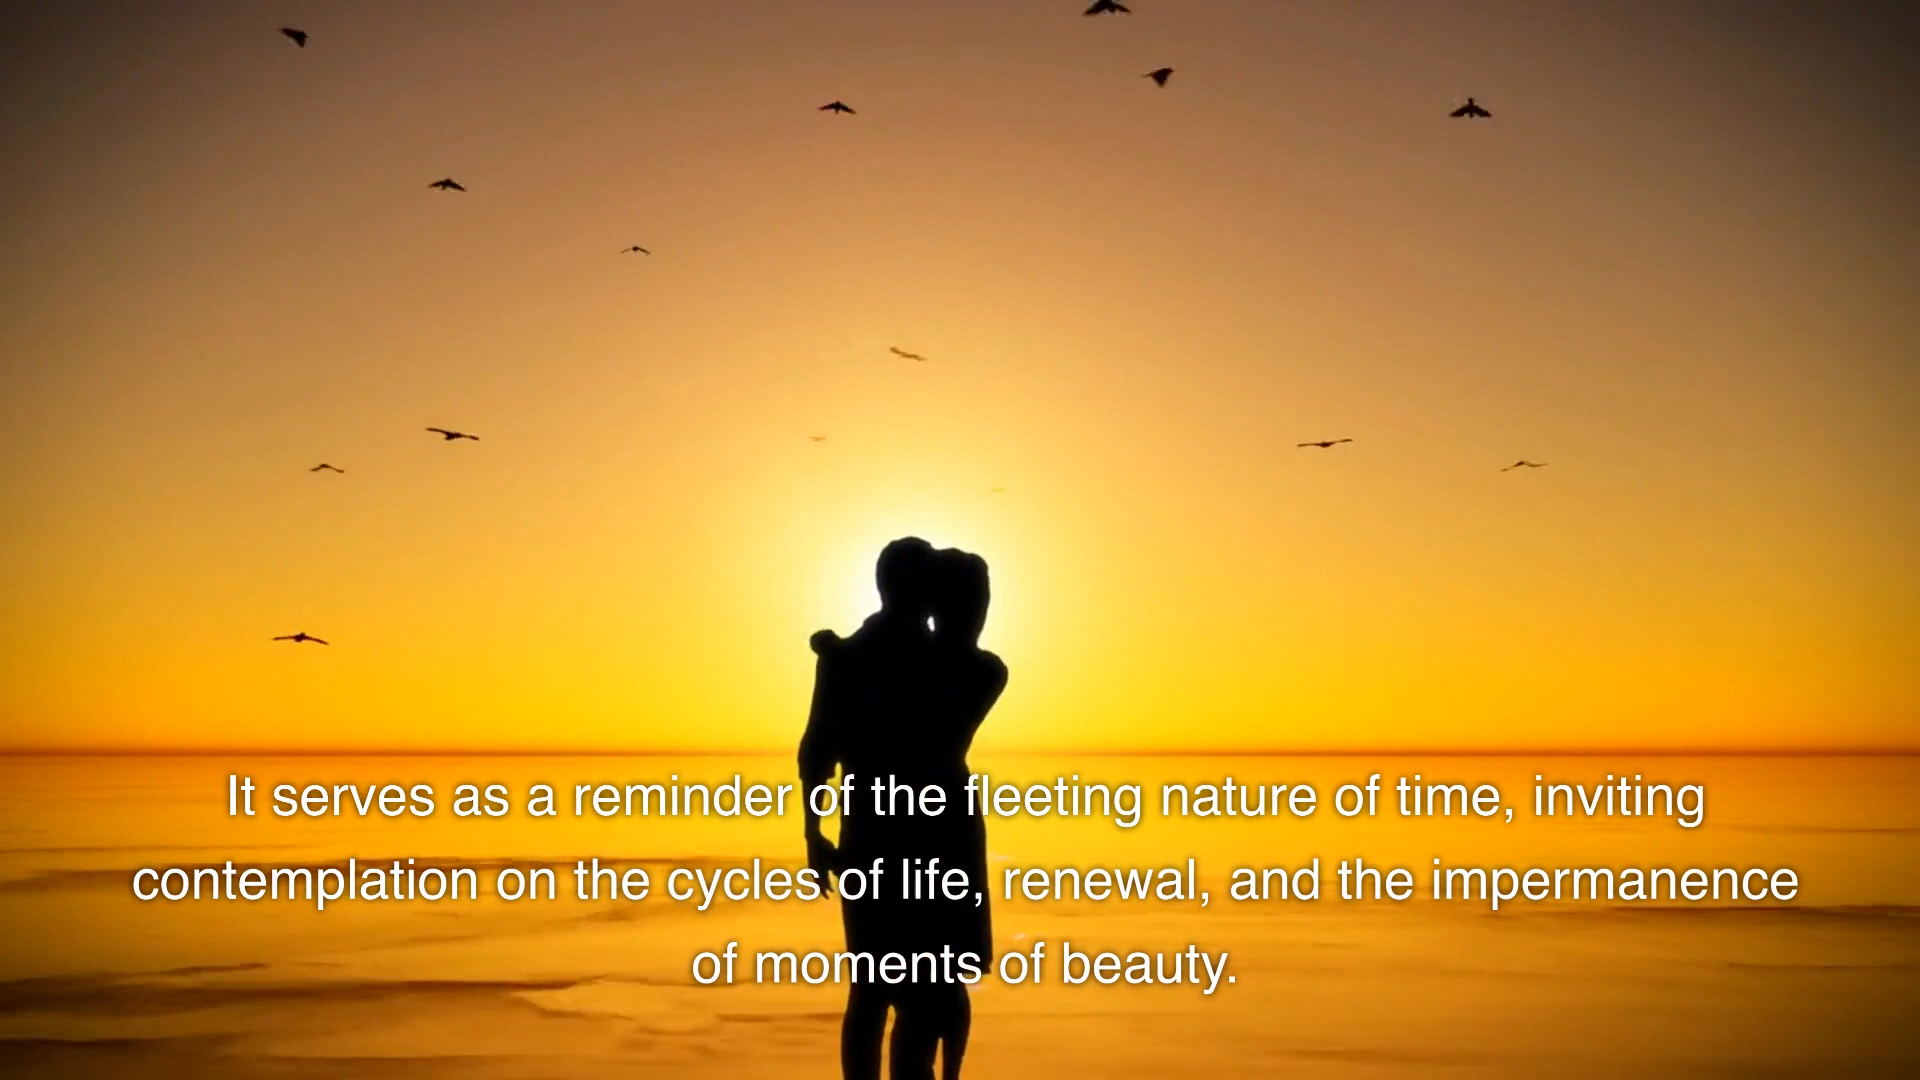 It serves as a reminder of the fleeting nature of time, inviting
contemplation on the cycles of life, renewal, and the impermanence
of moments of beauty.